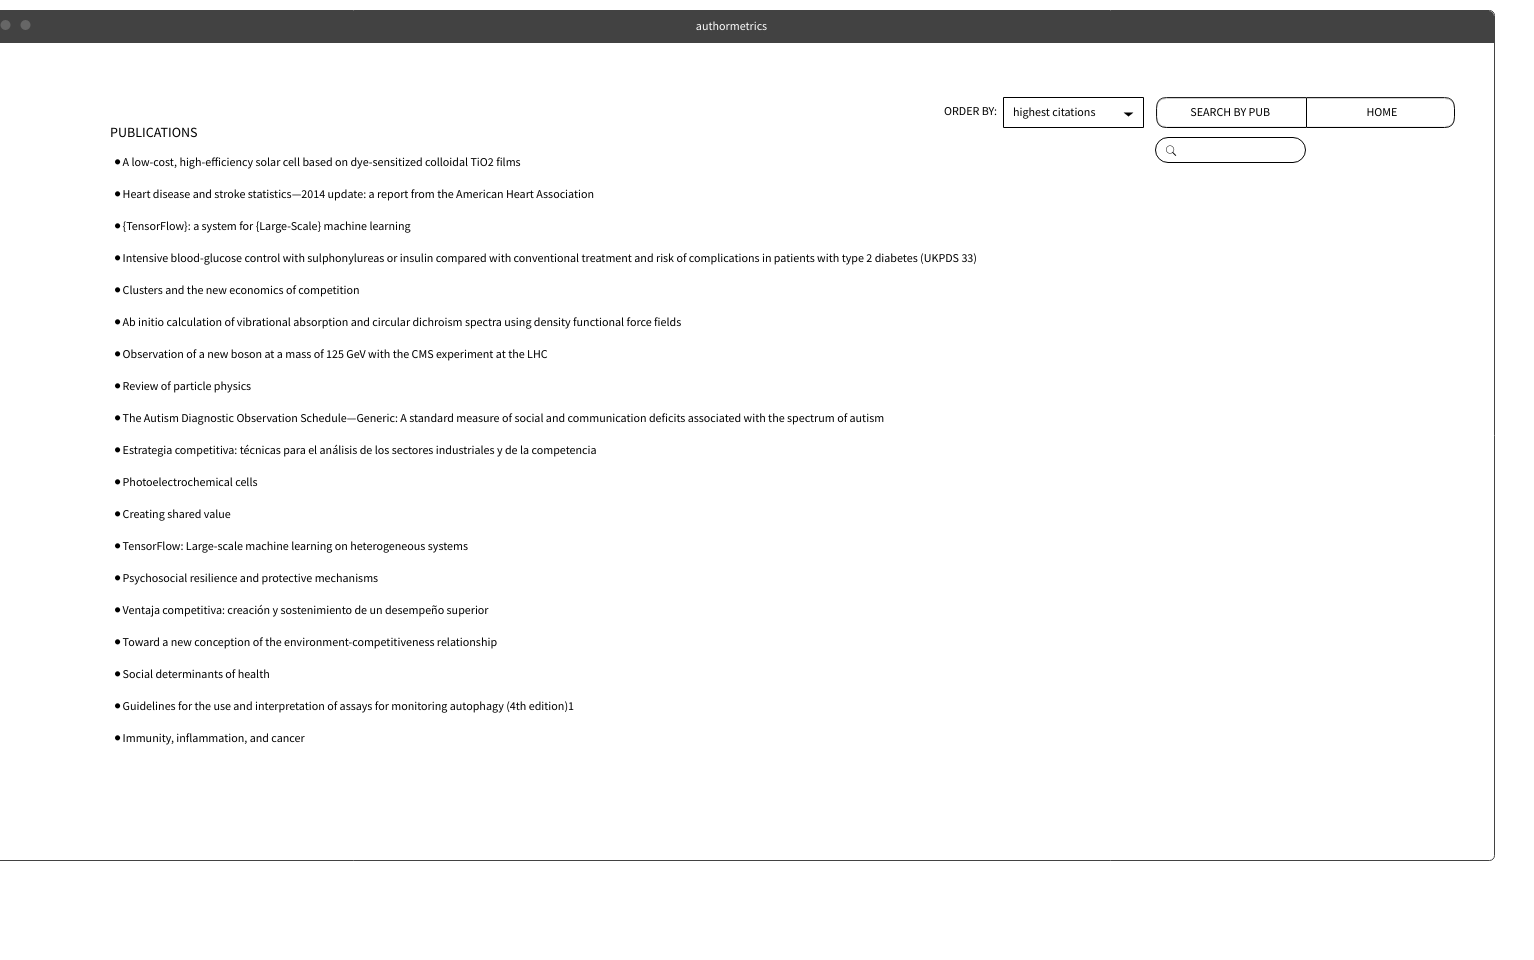 authormetrics
ORDER BY:
highest citations
SEARCH BY PUB
HOME
PUBLICATIONS
A low-cost, high-efficiency solar cell based on dye-sensitized colloidal TiO2 films
Heart disease and stroke statistics—2014 update: a report from the American Heart Association
{TensorFlow}: a system for {Large-Scale} machine learning
Intensive blood-glucose control with sulphonylureas or insulin compared with conventional treatment and risk of complications in patients with type 2 diabetes (UKPDS 33)
Clusters and the new economics of competition
Ab initio calculation of vibrational absorption and circular dichroism spectra using density functional force fields
Observation of a new boson at a mass of 125 GeV with the CMS experiment at the LHC
Review of particle physics
The Autism Diagnostic Observation Schedule—Generic: A standard measure of social and communication deficits associated with the spectrum of autism
Estrategia competitiva: técnicas para el análisis de los sectores industriales y de la competencia
Photoelectrochemical cells
Creating shared value
TensorFlow: Large-scale machine learning on heterogeneous systems
Psychosocial resilience and protective mechanisms
Ventaja competitiva: creación y sostenimiento de un desempeño superior
Toward a new conception of the environment-competitiveness relationship
Social determinants of health
Guidelines for the use and interpretation of assays for monitoring autophagy (4th edition)1
Immunity, inflammation, and cancer